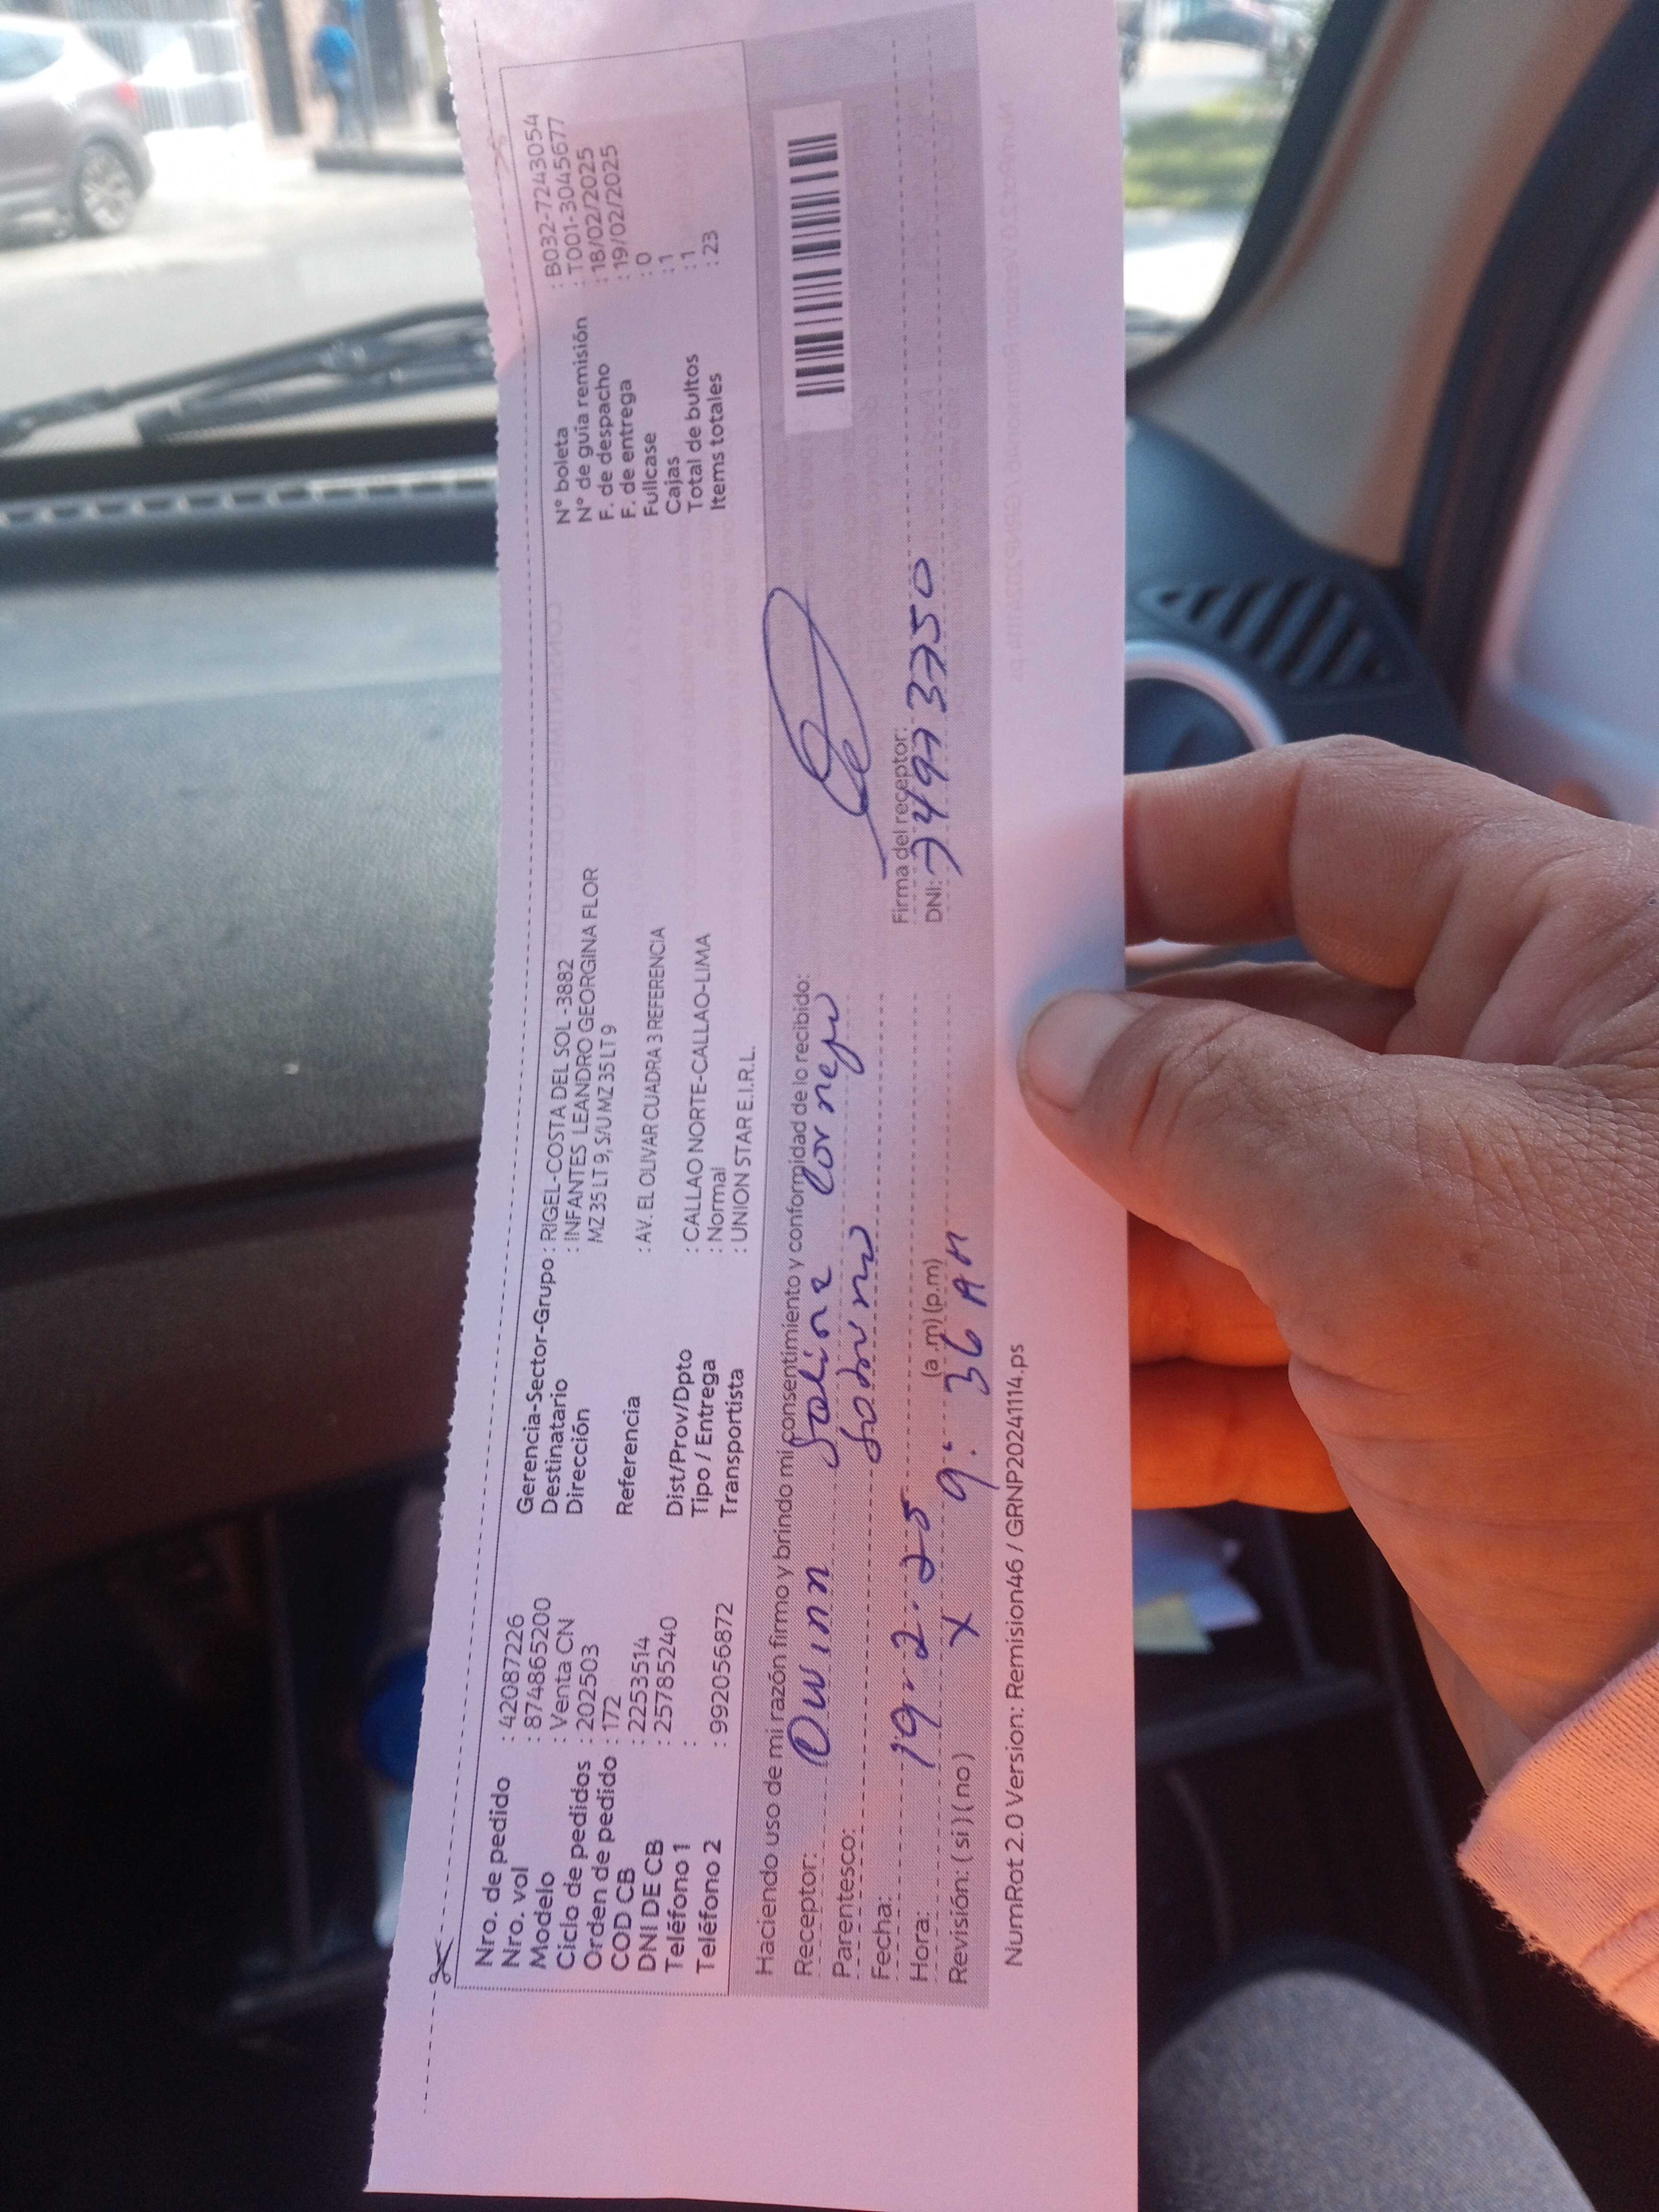 Nro. de pedido : 42087226
Nro. vol : 874865200
Modelo : Venta CN
Ciclo de pedidos : 202503
Orden de pedido : 172
COD CB : 2253514
DNI DE CB : 25785240
Teléfono 1 :
Teléfono 2 : 992056872
Gerencia-Sector-Grupo : RIGEL-COSTA DEL SOL -3882
Destinatario : INFANTES LEANDRO GEORGINA FLOR
Dirección MZ 35 LT 9, S/U MZ 35 LT 9
Referencia : AV. EL OLIVAR CUADRA 3 REFERENCIA
Dist/Prov/Dpto : CALLAO NORTE-CALLAO-LIMA
Tipo / Entrega : Normal
Transportista : UNION STAR E.I.R.L.
N° boleta : B032-7243054
N° de guía remisión : T001-3045677
F. de despacho : 18/02/2025
F. de entrega : 19/02/2025
Fullcase : 0
Cajas : 1
Total de bultos : 1
Items totales : 23
Haciendo uso de mi razón firmo y brindo mi consentimiento y conformidad de lo recibido:
Receptor: Owinn Salina Cornejo
Parentesco: Sobrino
Fecha: 19-2-25
Hora: 9:36 AM (a.m) (p.m)
Revisión: (si) (no) X
Firma del receptor:
DNI: 74973750
NumRot 2.0 Version: Remision46 / GRNP20241114.ps